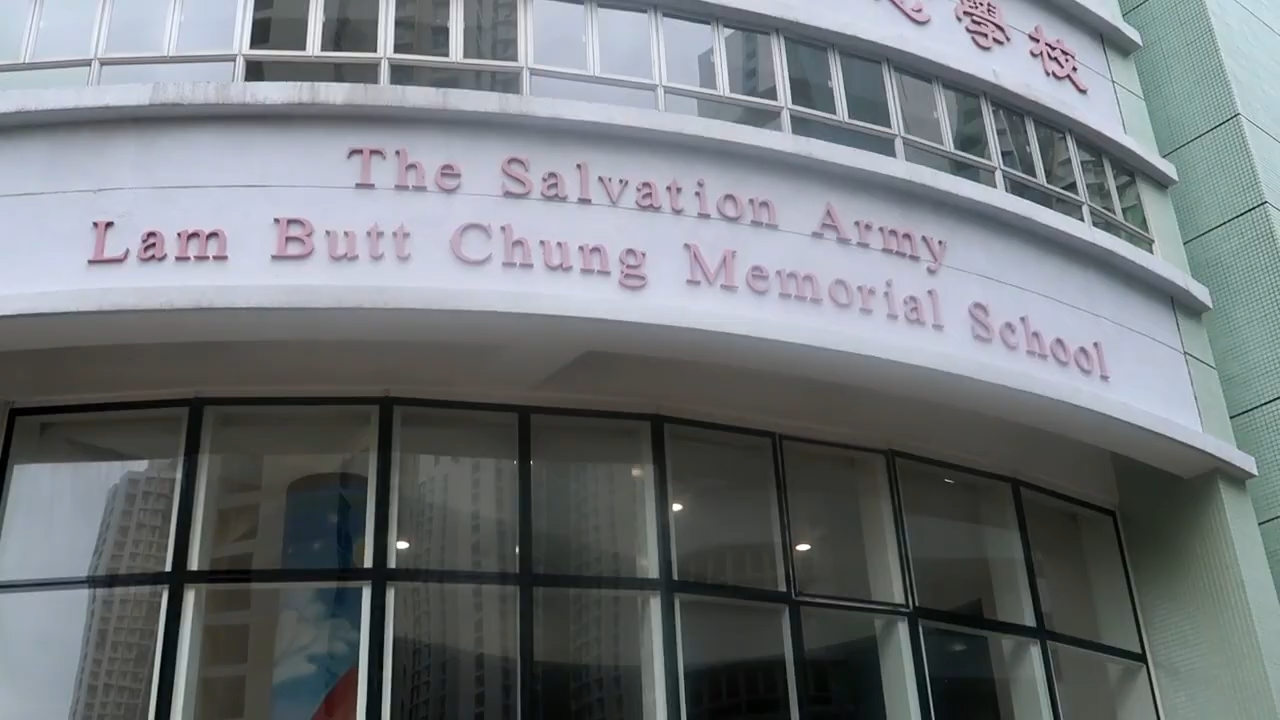 學校
The Salvation Army
Lam Butt Chung Memorial School